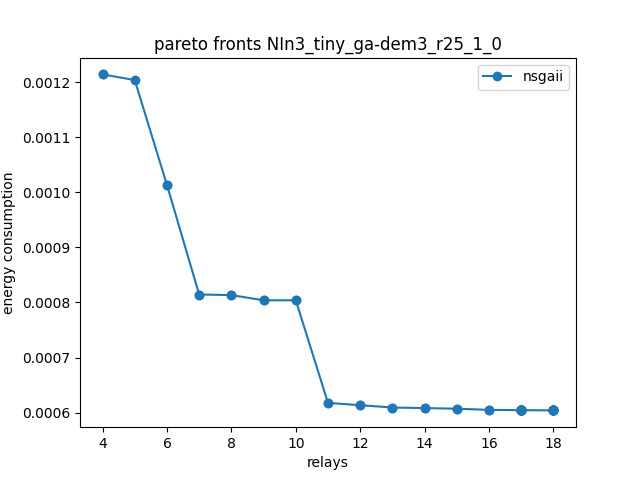 pareto fronts NIn3_tiny_ga-dem3_r25_1_0
nsgaii
0.0012
0.0011
0.0010
0.0009
0.0008
0.0007
0.0006
energy consumption
4 6 8 10 12 14 16 18
relays